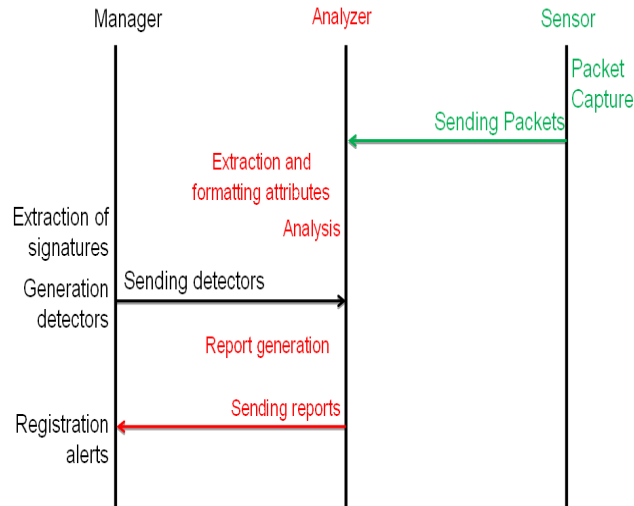 Manager
Analyzer
Sensor
Packet
Capture
Sending Packets
Extraction and
formatting attributes
Analysis
Extraction of
signatures
Generation
detectors
Sending detectors
Report generation
Sending reports
Registration
alerts